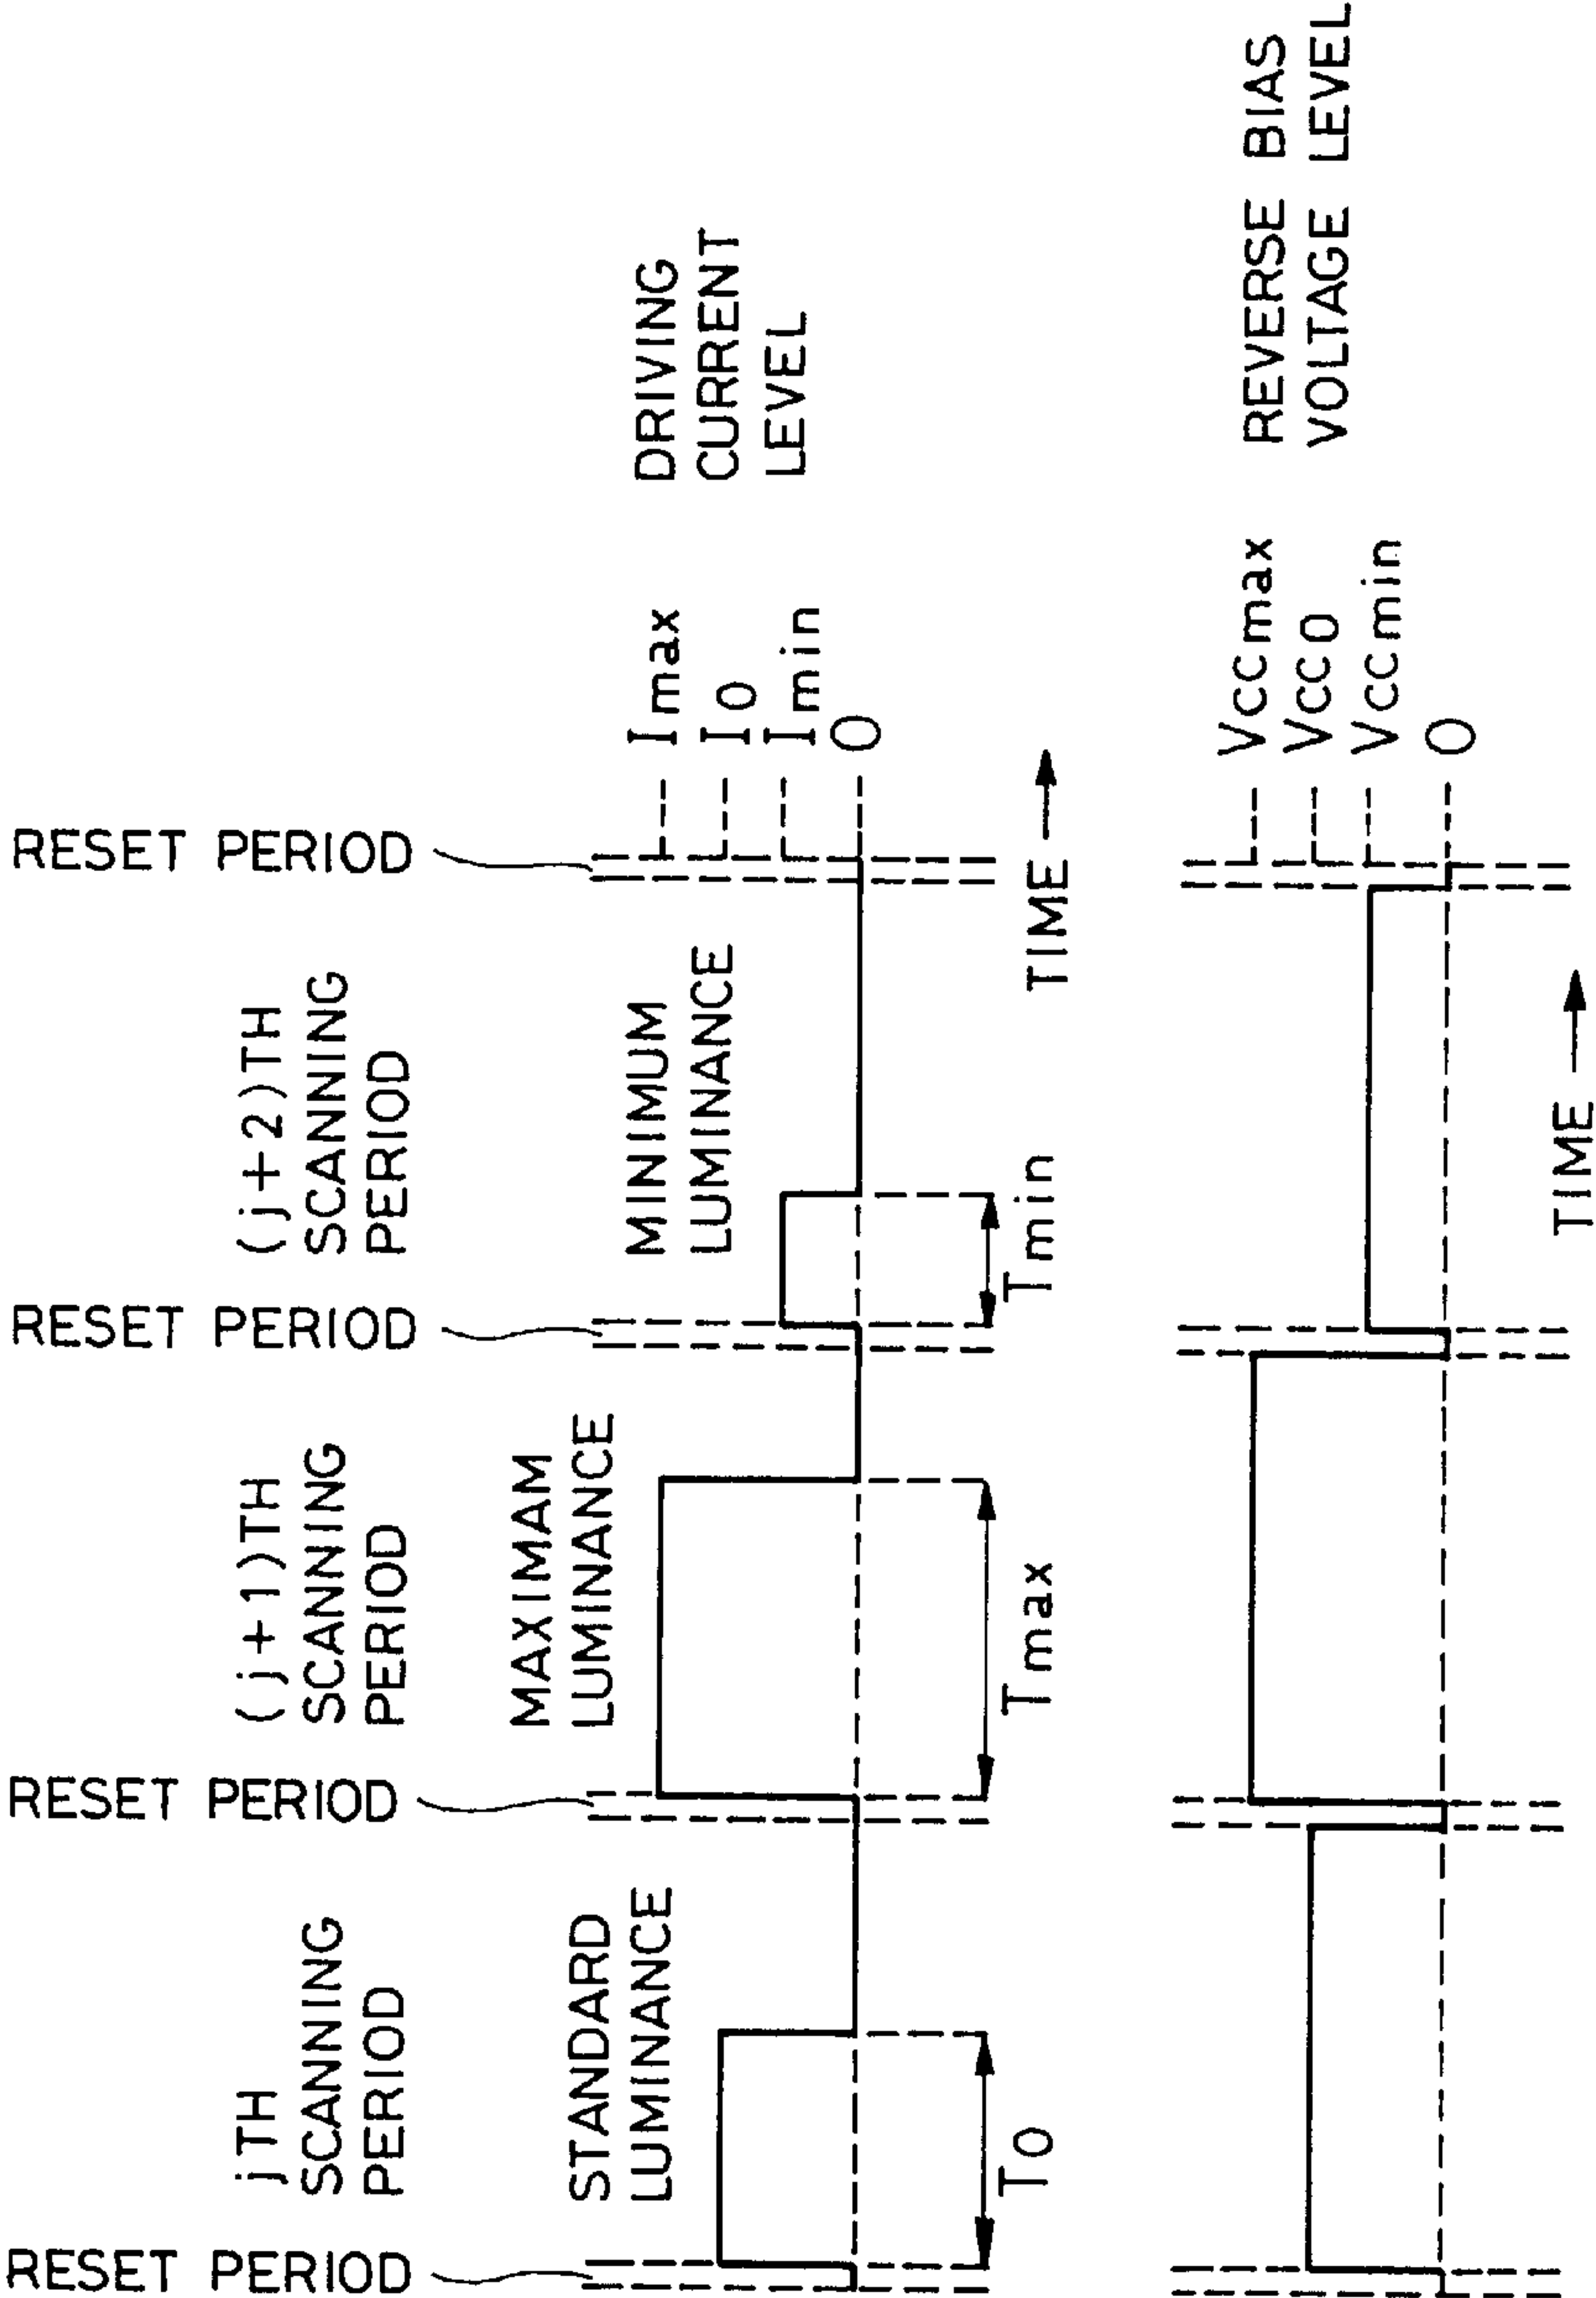 RESET PERIOD
jTH
SCANNING
PERIOD
RESET PERIOD
(j+1)TH
SCANNING
PERIOD
RESET PERIOD
(j+2)TH
SCANNING
PERIOD
RESET PERIOD
STANDARD
LUMINANCE
MAXIMAM
LUMINANCE
MINIMUM
LUMINANCE
Imax
I0
Imin
0
DRIVING
CURRENT
LEVEL
T0
Tmax
Tmin
TIME
VCCmax
VCC0
VCCmin
0
REVERSE BIAS
VOLTAGE LEVEL
TIME